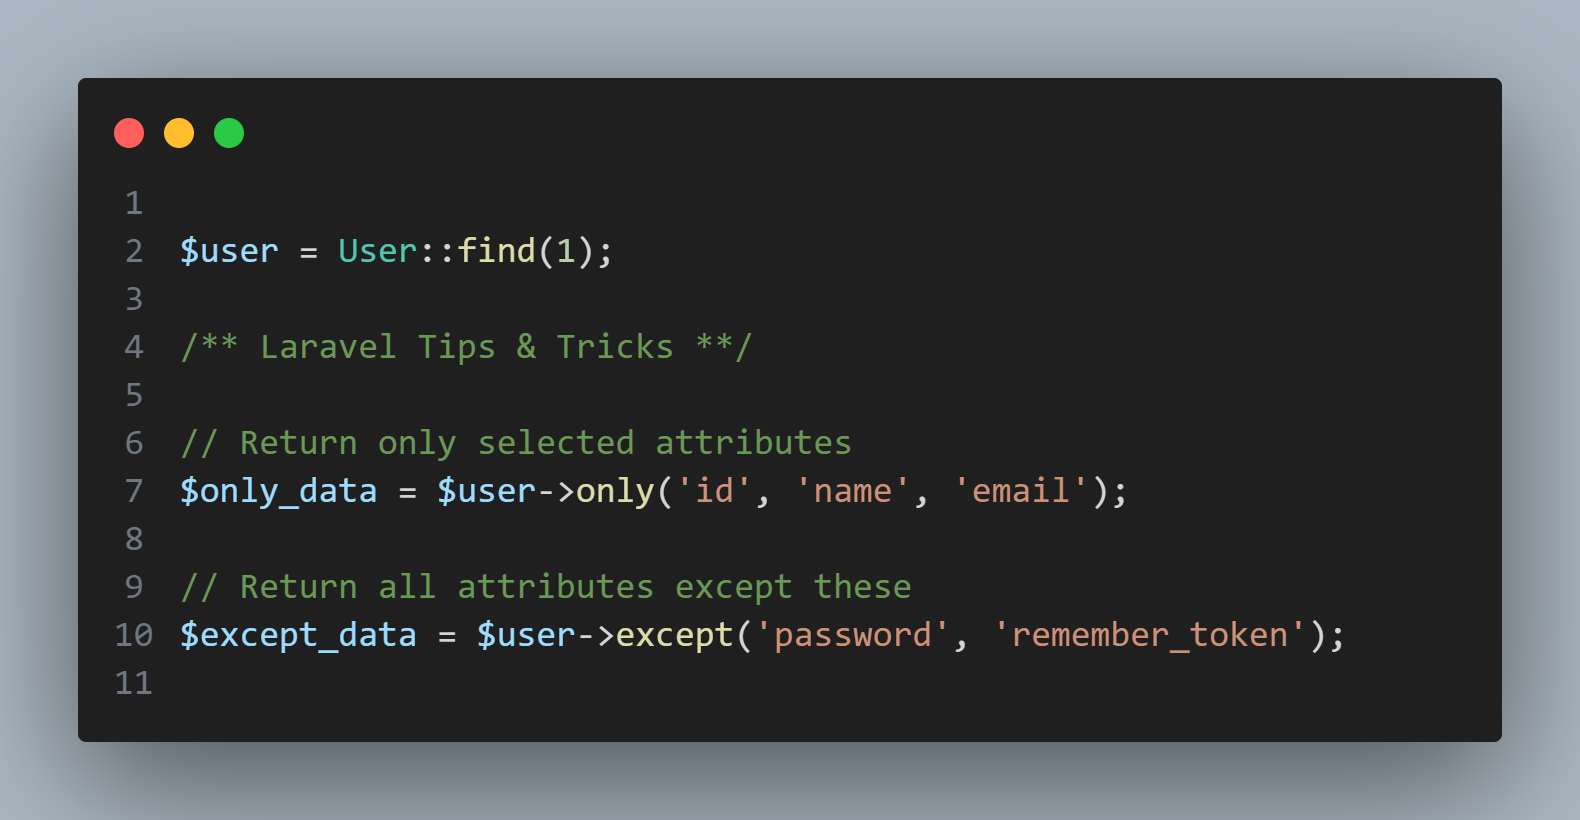 1
2 $user = User::find(1);
3
4 /** Laravel Tips & Tricks **/
5
6 // Return only selected attributes
7 $only_data = $user->only('id', 'name', 'email');
8
9 // Return all attributes except these
10 $except_data = $user->except('password', 'remember_token');
11